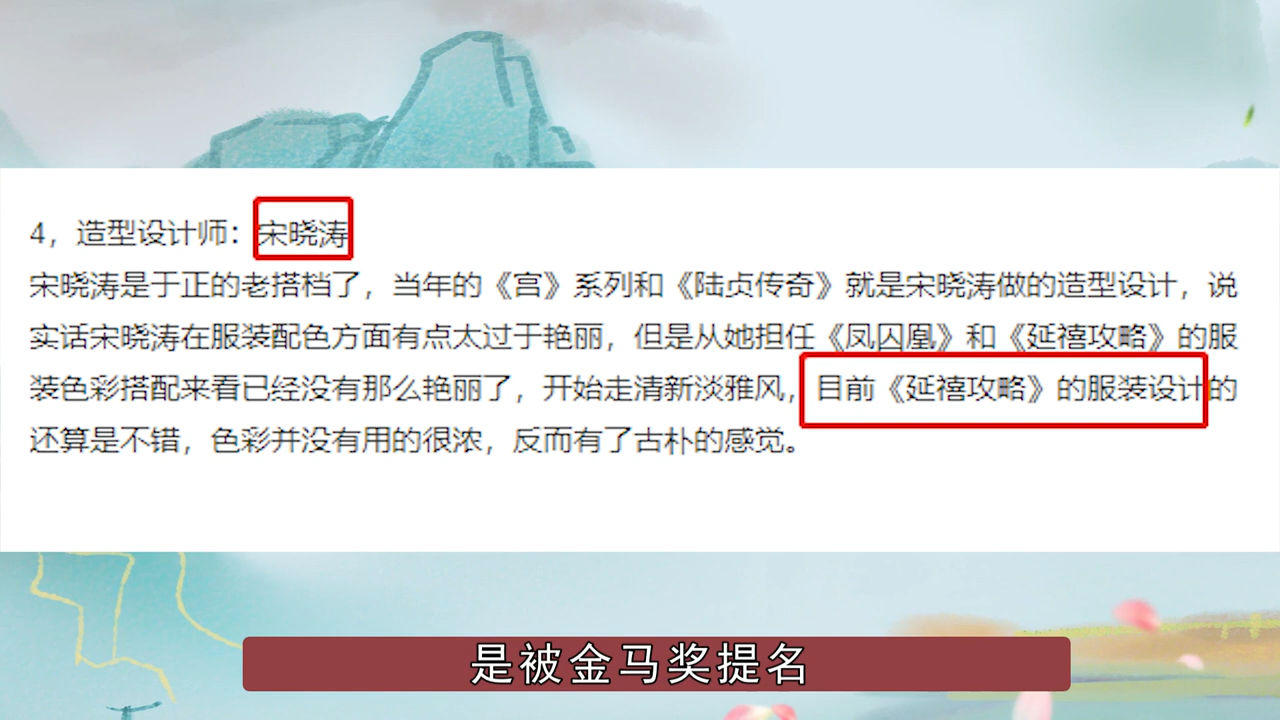 4，造型设计师：宋晓涛
宋晓涛是于正的老搭档了，当年的《宫》系列和《陆贞传奇》就是宋晓涛做的造型设计，说
实话宋晓涛在服装配色方面有点太过于艳丽，但是从她担任《凤囚凰》和《延禧攻略》的服
装色彩搭配来看已经没有那么艳丽了，开始走清新淡雅风，目前《延禧攻略》的服装设计的
还算是不错，色彩并没有用的很浓，反而有了古朴的感觉。
是被金马奖提名